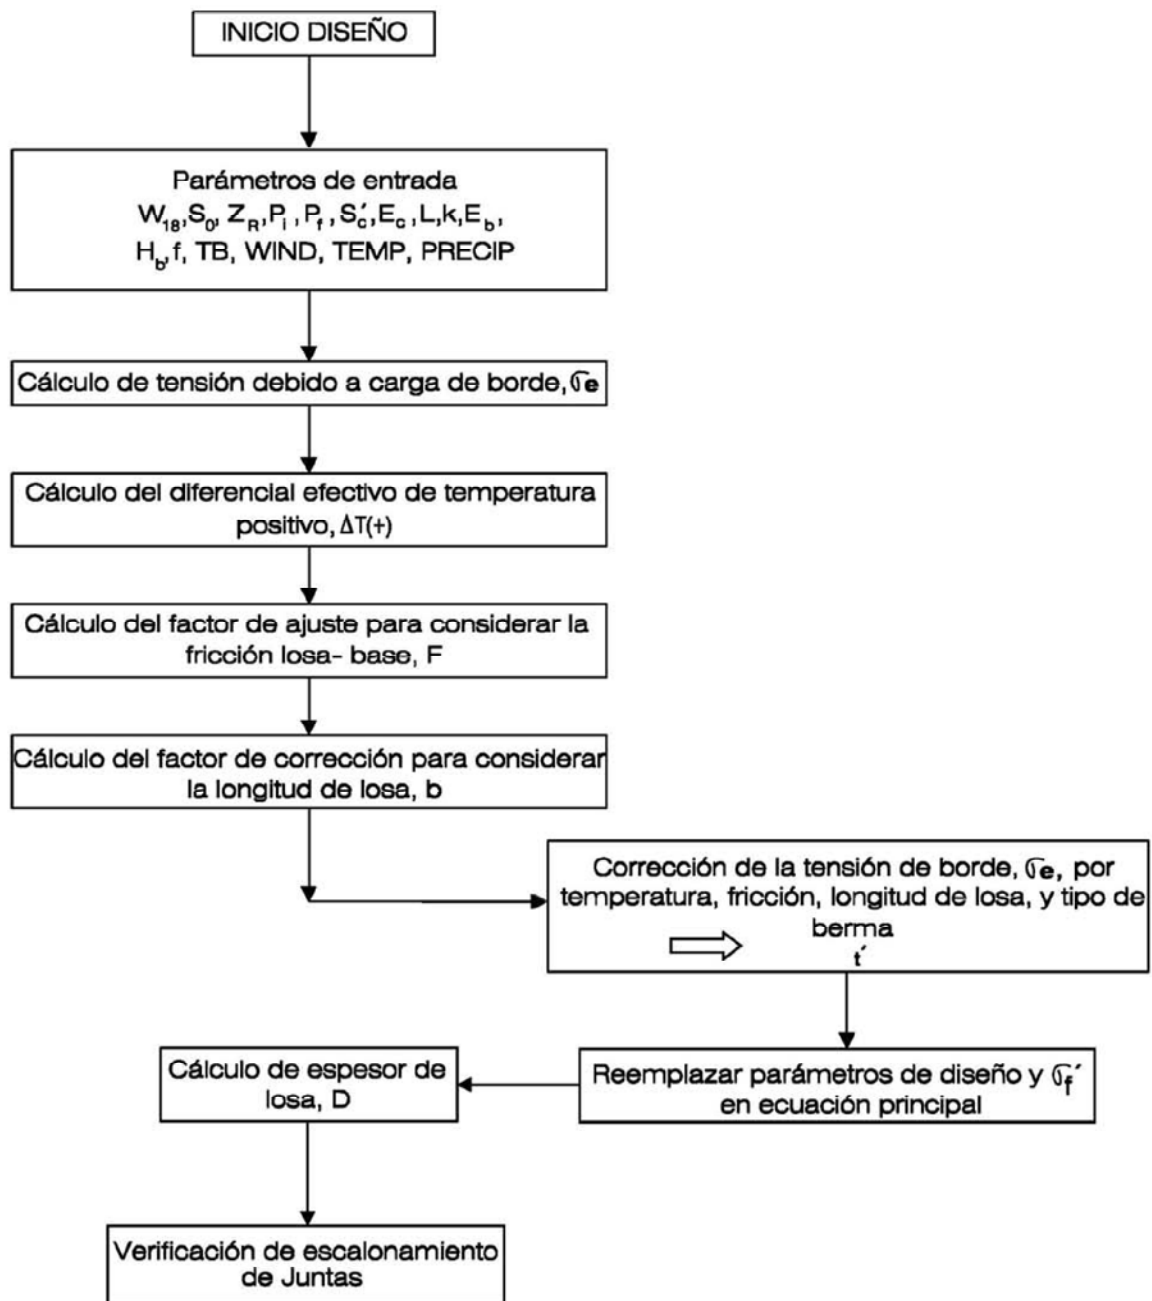 INICIO DISEÑO
Parámetros de entrada
W18,S0, ZR,Pi ,Pf ,S´c,Ec ,L,k,Eb,
Hb,f, TB, WIND, TEMP, PRECIP
Cálculo de tensión debido a carga de borde,σe
Cálculo del diferencial efectivo de temperatura
positivo, ΔT(+)
Cálculo del factor de ajuste para considerar la
fricción losa- base, F
Cálculo del factor de corrección para considerar
la longitud de losa, b
Corrección de la tensión de borde, σe, por
temperatura, fricción, longitud de losa, y tipo de
berma
t´
Reemplazar parámetros de diseño y σf´
en ecuación principal
Cálculo de espesor de
losa, D
Verificación de escalonamiento
de Juntas